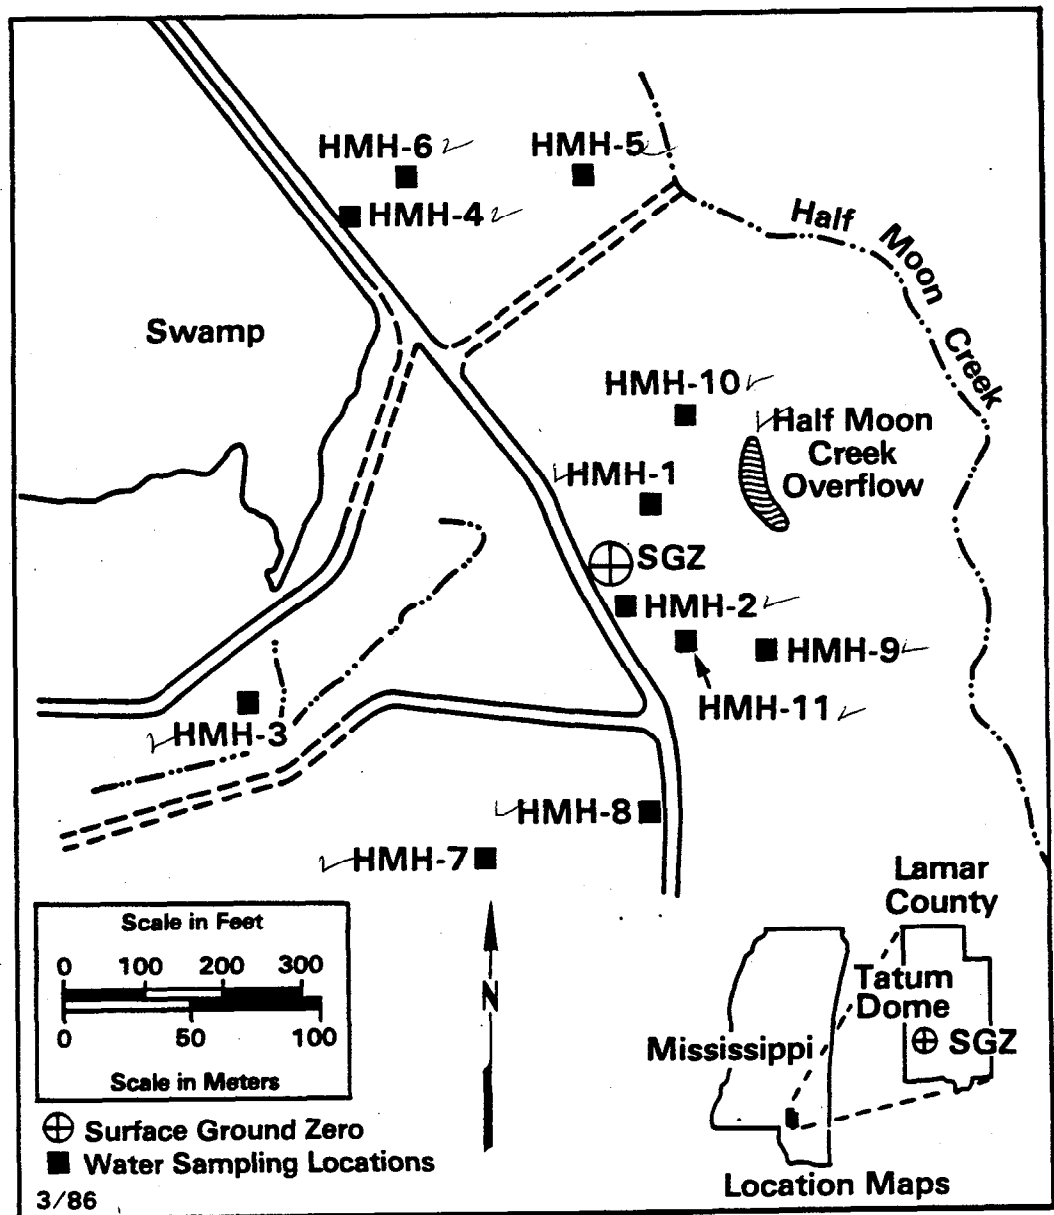 HMH-6
HMH-5
HMH-4
Half Moon Creek
Swamp
HMH-10
Half Moon
Creek
Overflow
HMH-1
SGZ
HMH-2
HMH-9
HMH-11
HMH-3
HMH-8
HMH-7
Scale in Feet
0 100 200 300
0 50 100
Scale in Meters
N
Lamar
County
Tatum
Dome
SGZ
Mississippi
Surface Ground Zero
Water Sampling Locations
Location Maps
3/86